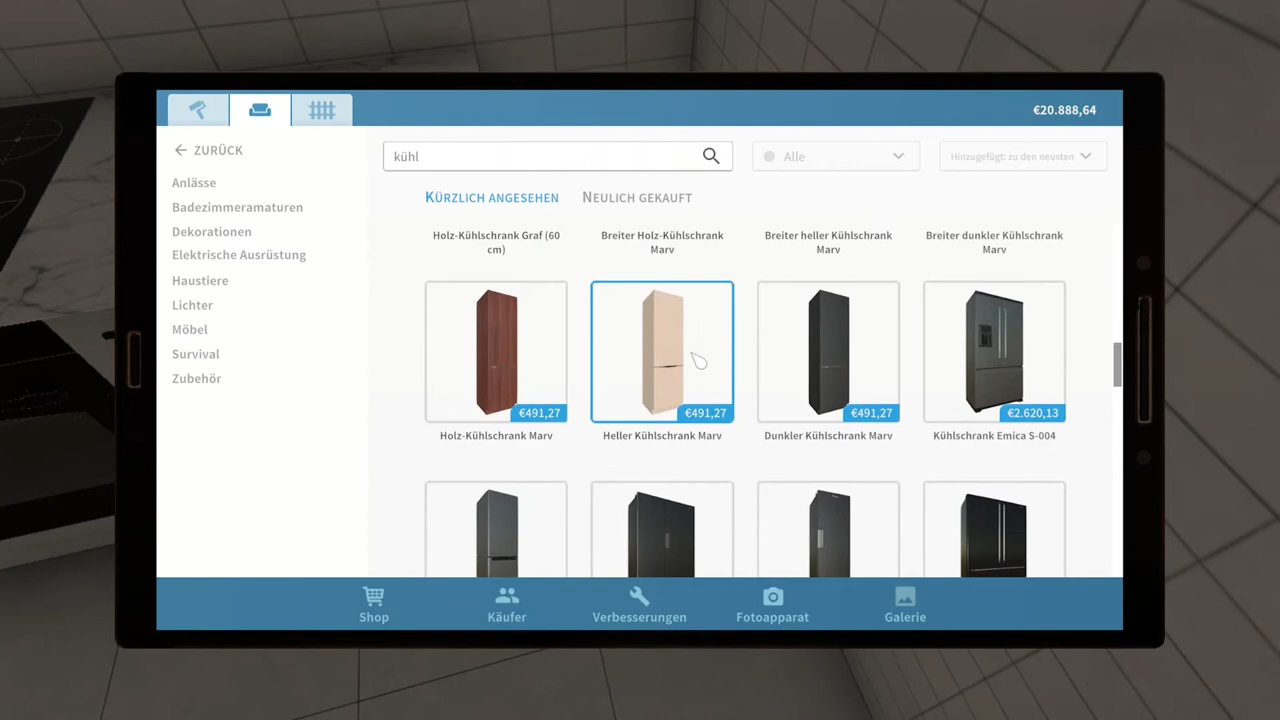 €20.888,64
ZURÜCK
kühl
Alle
Hinzugefügt: zu den neusten
Anlässe
Badezimmeramaturen
Dekorationen
Elektrische Ausrüstung
Haustiere
Lichter
Möbel
Survival
Zubehör
KÜRZLICH ANGESEHEN
NEULICH GEKAUFT
Holz-Kühlschrank Graf (60
cm)
Breiter Holz-Kühlschrank
Marv
Breiter heller Kühlschrank
Marv
Breiter dunkler Kühlschrank
Marv
€491,27
€491,27
€491,27
€2.620,13
Holz-Kühlschrank Marv
Heller Kühlschrank Marv
Dunkler Kühlschrank Marv
Kühlschrank Emica S-004
Shop
Käufer
Verbesserungen
Fotoapparat
Galerie